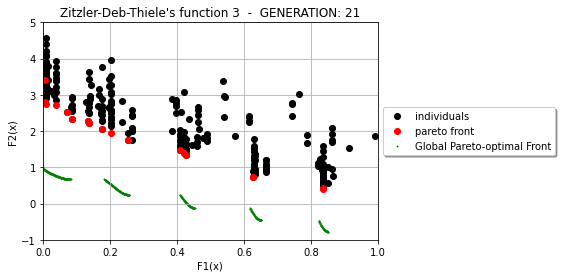 Zitzler-Deb-Thiele's function 3 - GENERATION: 21
5
4
3
2
1
0
-1
F2(x)
0.0 0.2 0.4 0.6 0.8 1.0
F1(x)
individuals
pareto front
Global Pareto-optimal Front